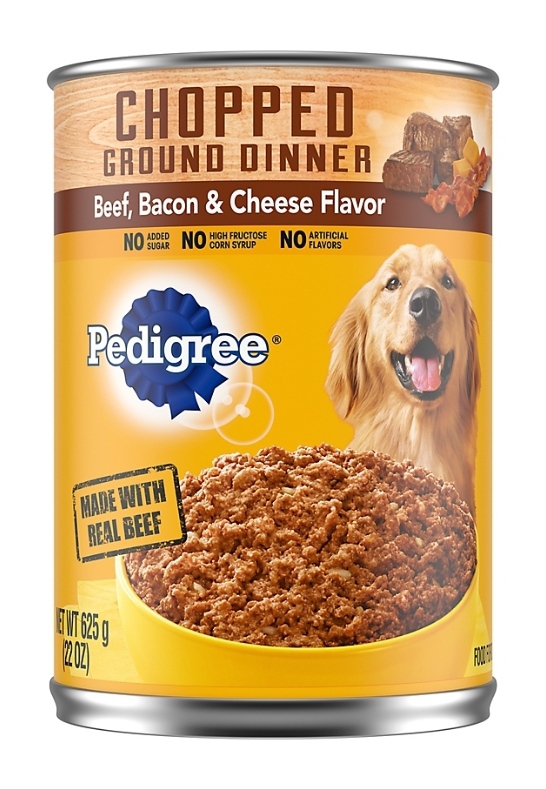 CHOPPED
GROUND DINNER
Beef, Bacon & Cheese Flavor
NO ADDED SUGAR NO HIGH FRUCTOSE CORN SYRUP NO ARTIFICIAL FLAVORS
Pedigree®
MADE WITH
REAL BEEF
NET WT 625 g
(22 OZ)
FOOD